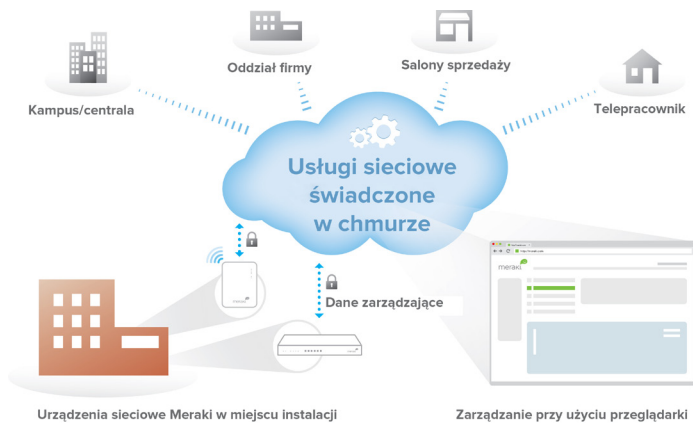 Oddział firmy
Salony sprzedaży
Kampus/centrala
Telepracownik
Usługi sieciowe
świadczone
w chmurze
meraki
Dane zarządzające
Urządzenia sieciowe Meraki w miejscu instalacji
Zarządzanie przy użyciu przeglądarki